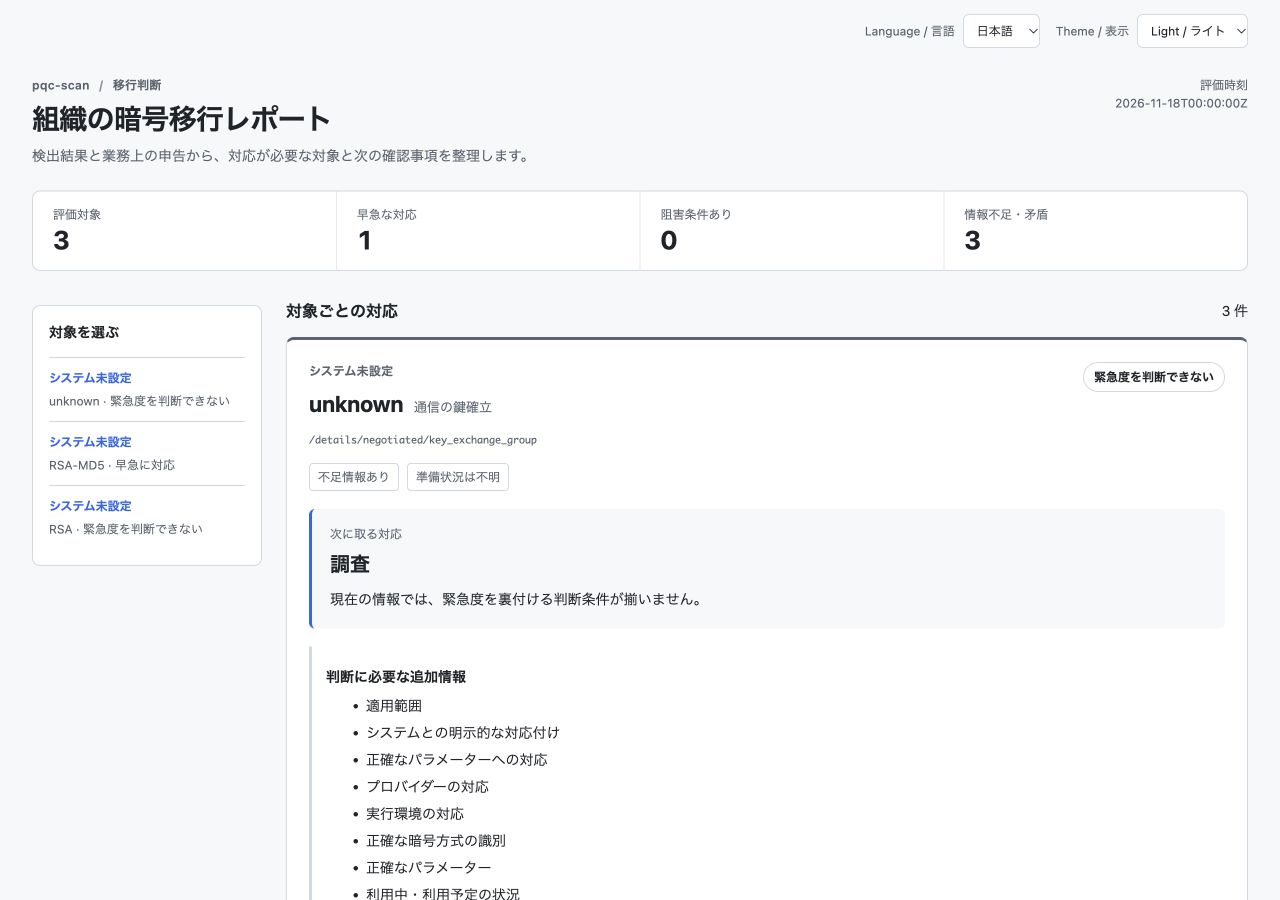 Language / 言語 日本語 Theme / 表示 Light / ライト
pqc-scan / 移行判断
評価時刻
組織の暗号移行レポート
2026-11-18T00:00:00Z
検出結果と業務上の申告から、対応が必要な対象と次の確認事項を整理します。
評価対象
3
早急な対応
1
阻害条件あり
0
情報不足・矛盾
3
対象を選ぶ
システム未設定
unknown · 緊急度を判断できない
システム未設定
RSA-MD5 · 早急に対応
システム未設定
RSA · 緊急度を判断できない
対象ごとの対応
3 件
システム未設定
緊急度を判断できない
unknown 通信の鍵確立
/details/negotiated/key_exchange_group
不足情報あり 準備状況は不明
次に取る対応
調査
現在の情報では、緊急度を裏付ける判断条件が揃いません。
判断に必要な追加情報
• 適用範囲
• システムとの明示的な対応付け
• 正確なパラメーターへの対応
• プロバイダーの対応
• 実行環境の対応
• 正確な暗号方式の識別
• 正確なパラメーター
• 利用中・利用予定の状況